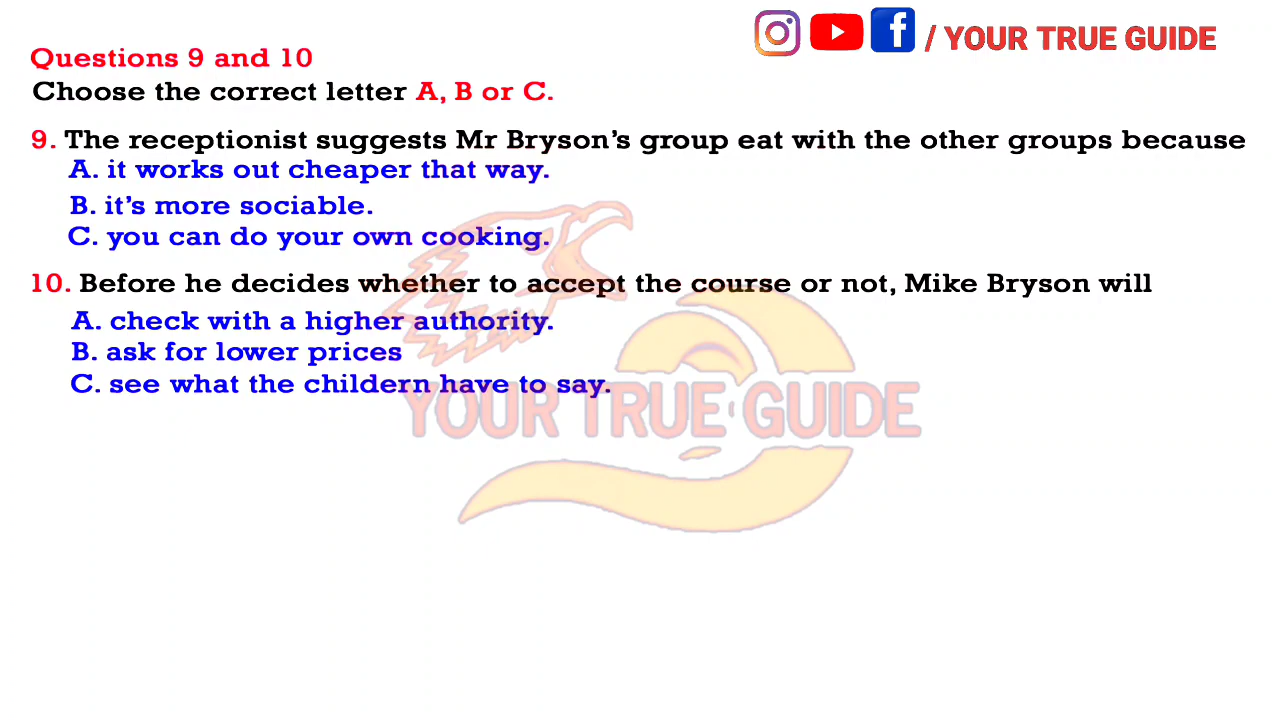 / YOUR TRUE GUIDE
Questions 9 and 10
Choose the correct letter A, B or C.
9. The receptionist suggests Mr Bryson's group eat with the other groups because
A. it works out cheaper that way.
B. it's more sociable.
C. you can do your own cooking.
10. Before he decides whether to accept the course or not, Mike Bryson will
A. check with a higher authority.
B. ask for lower prices
C. see what the childern have to say.
YOUR TRUE GUIDE